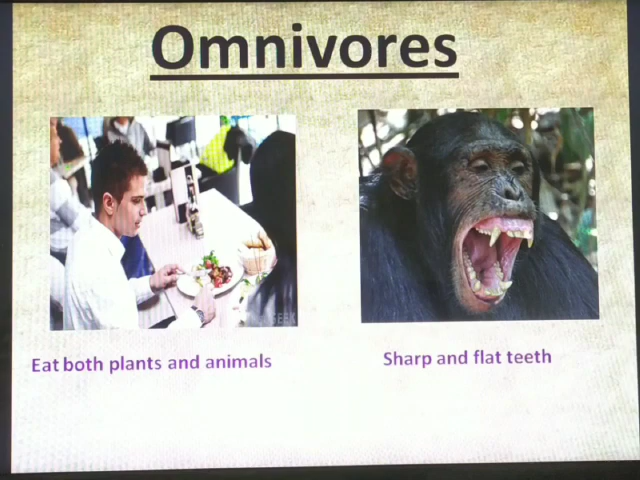 Omnivores
Eat both plants and animals
Sharp and flat teeth